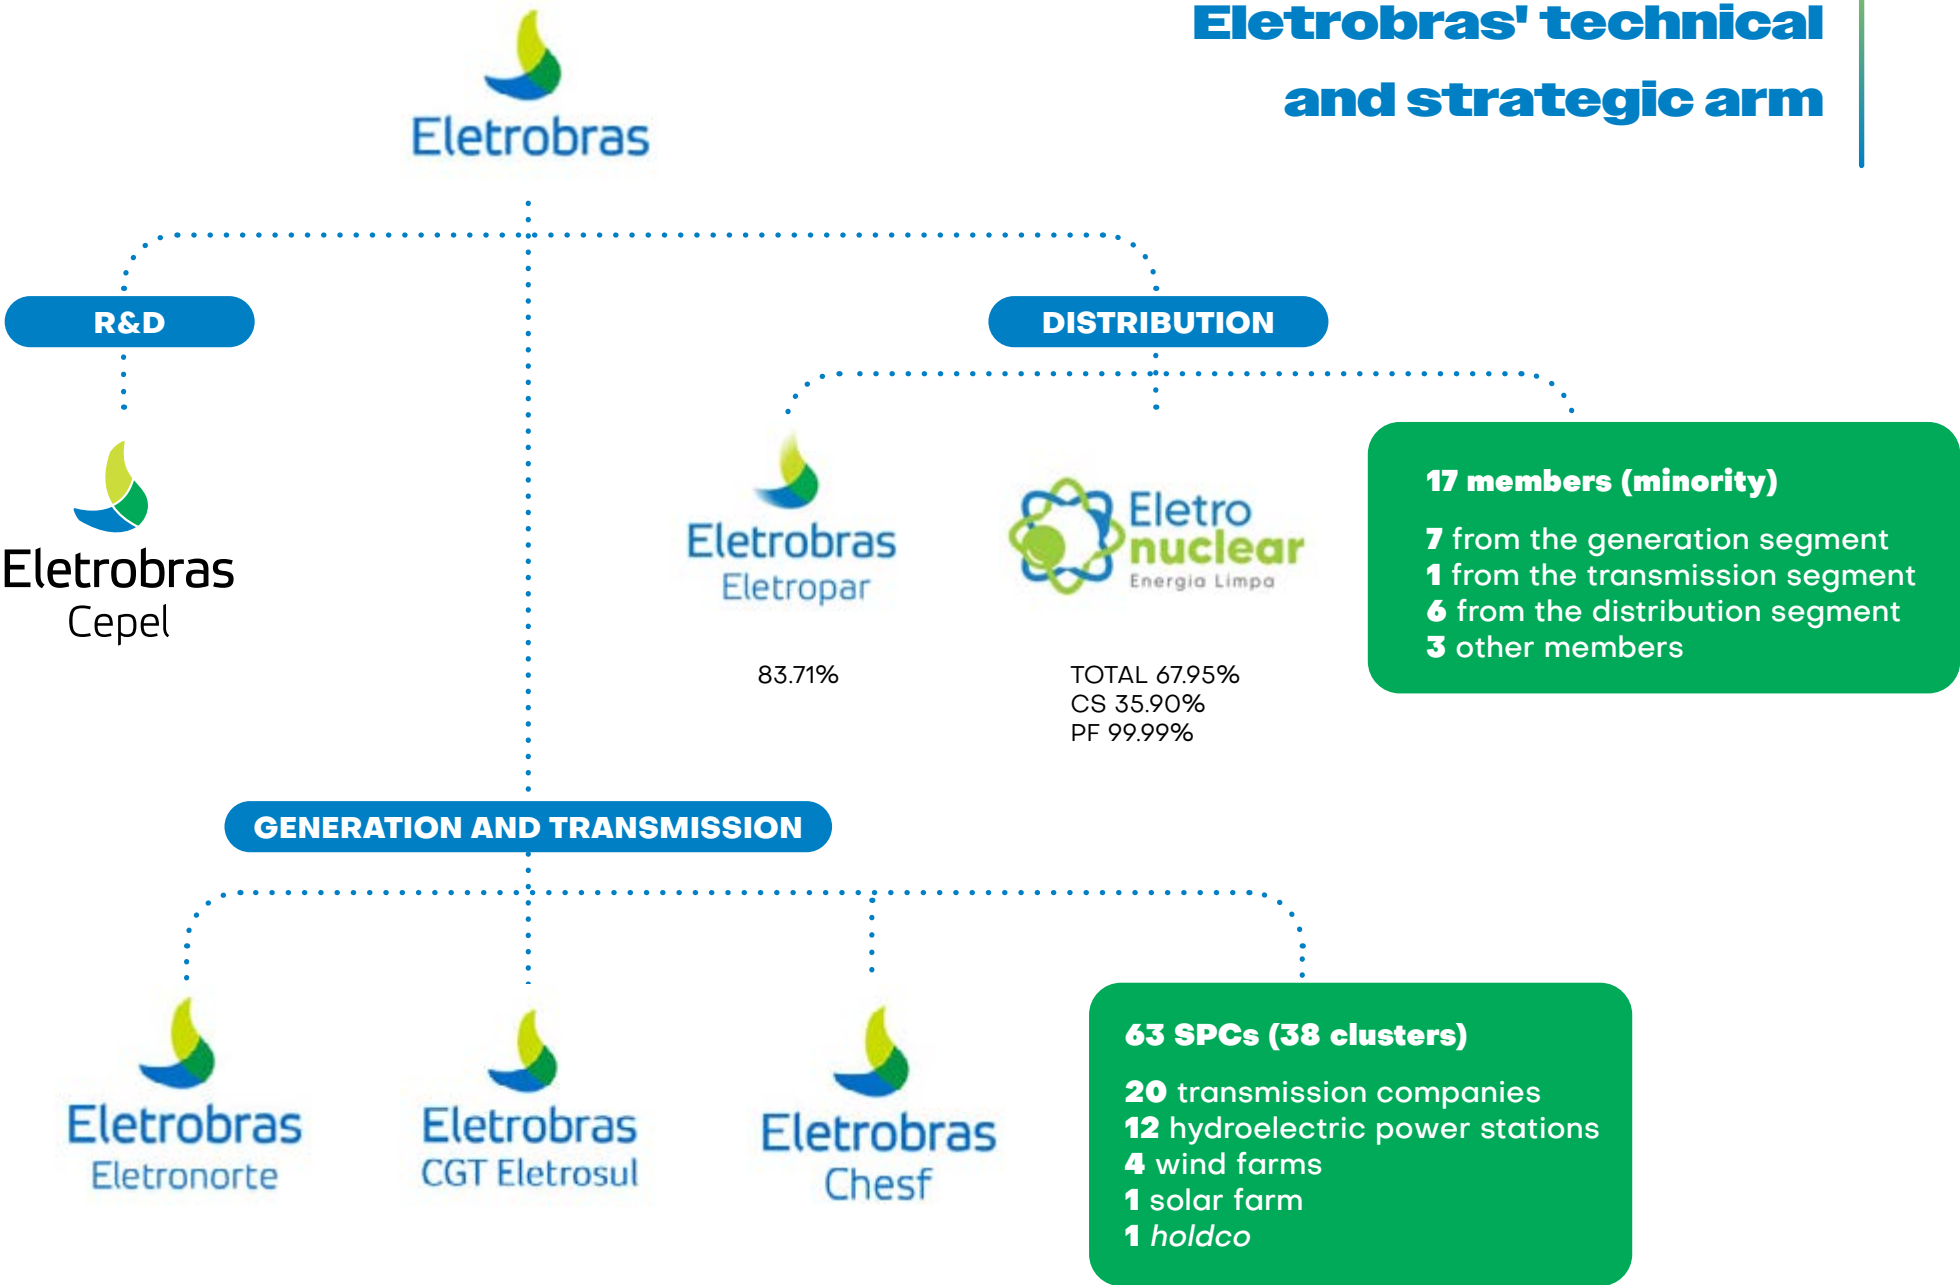 Eletrobras' technical
and strategic arm
Eletrobras
R&D
DISTRIBUTION
Eletrobras
Cepel
Eletrobras
Eletropar
83.71%
Eletro
nuclear
Energia Limpa
TOTAL 67.95%
CS 35.90%
PF 99.99%
17 members (minority)
7 from the generation segment
1 from the transmission segment
6 from the distribution segment
3 other members
GENERATION AND TRANSMISSION
Eletrobras
Eletronorte
Eletrobras
CGT Eletrosul
Eletrobras
Chesf
63 SPCs (38 clusters)
20 transmission companies
12 hydroelectric power stations
4 wind farms
1 solar farm
1 holdco